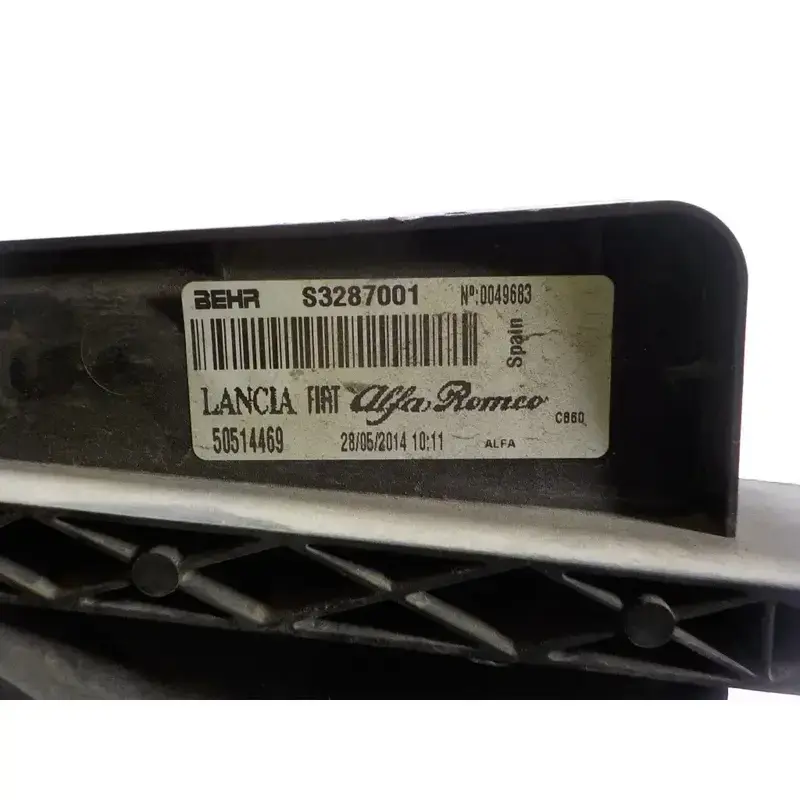 BEHR S3287001 Nº:0049683
Spain
LANCIA FIAT Alfa Romeo C860
50514469 28/05/2014 10:11 ALFA